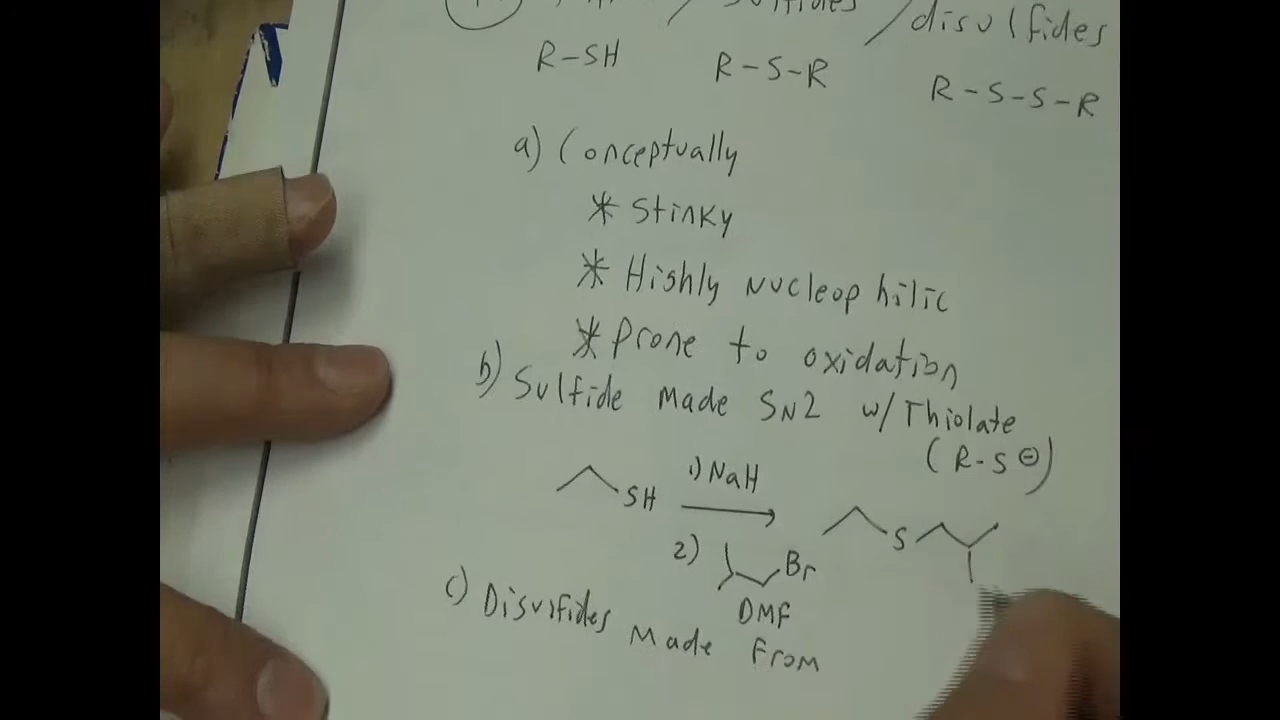 / sulfides / disulfides
R-SH R-S-R R-S-S-R
a) Conceptually
* Stinky
* Highly nucleophilic
* Prone to oxidation
b) Sulfide made SN2 w/ Thiolate
(R-S⊖)
SH 1) NaH S
2) Br
DMF
c) Disulfides made from